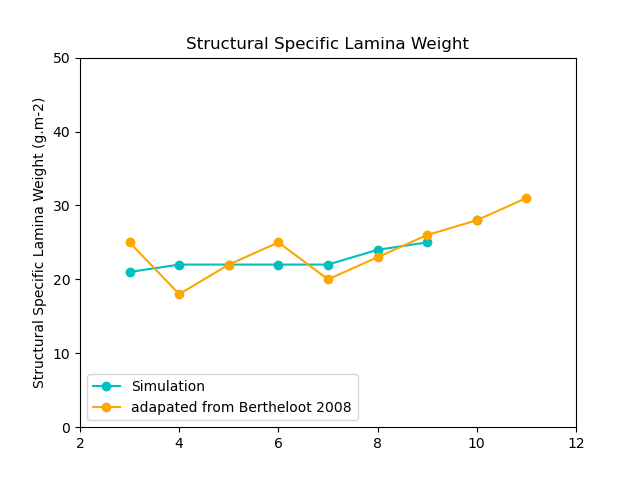 Structural Specific Lamina Weight
Structural Specific Lamina Weight (g.m-2)
50
40
30
20
10
0
2 4 6 8 10 12
Simulation
adapated from Bertheloot 2008